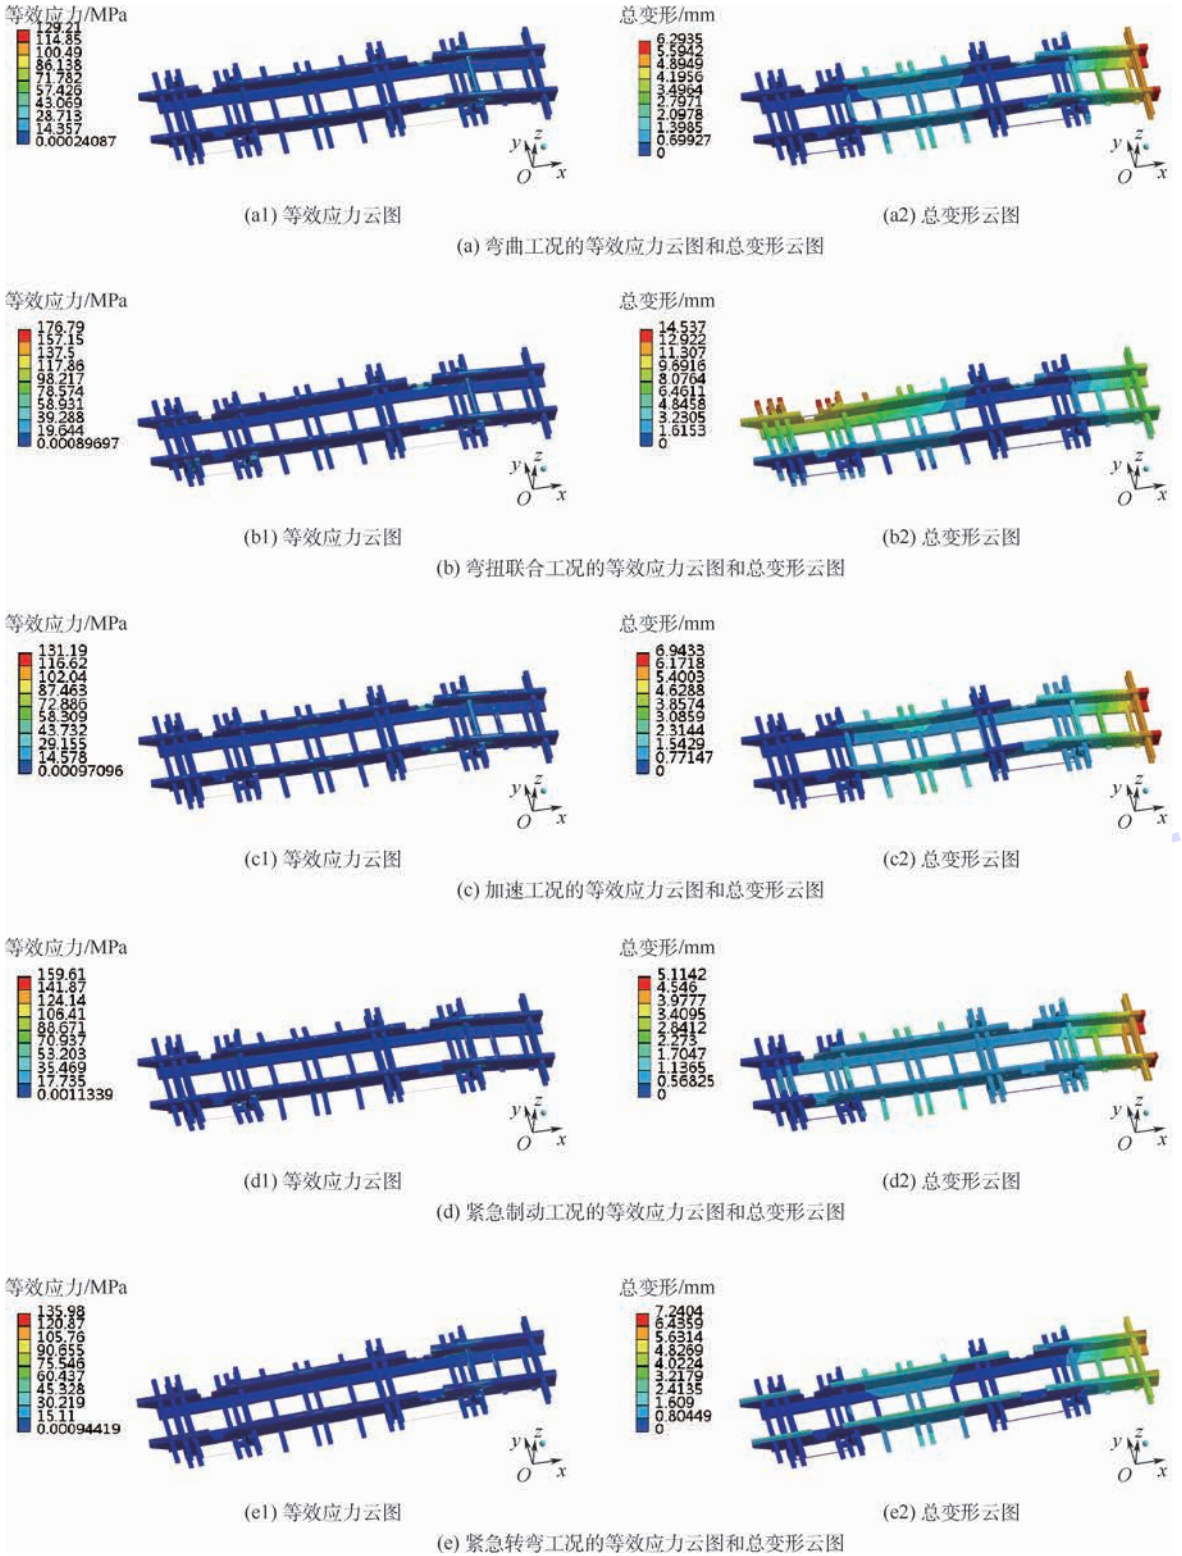 等效应力/MPa
129.21
114.85
100.49
86.138
71.782
57.426
43.069
28.713
14.357
0.00024087
y z
O x
总变形/mm
6.2935
5.5942
4.8949
4.1956
3.4964
2.7971
2.0978
1.3985
0.69927
0
y z
O x
(a1) 等效应力云图
(a2) 总变形云图
(a) 弯曲工况的等效应力云图和总变形云图
等效应力/MPa
176.79
157.15
137.5
117.86
98.217
78.574
58.931
39.288
19.644
0.00089697
y z
O x
总变形/mm
14.537
12.922
11.307
9.6916
8.0764
6.4611
4.8458
3.2305
1.6153
0
y z
O x
(b1) 等效应力云图
(b2) 总变形云图
(b) 弯扭联合工况的等效应力云图和总变形云图
等效应力/MPa
131.19
116.62
102.04
87.463
72.886
58.309
43.732
29.155
14.578
0.00097096
y z
O x
总变形/mm
6.9433
6.1718
5.4003
4.6288
3.8574
3.0859
2.3144
1.5429
0.77147
0
y z
O x
(c1) 等效应力云图
(c2) 总变形云图
(c) 加速工况的等效应力云图和总变形云图
等效应力/MPa
159.61
141.87
124.14
106.41
88.671
70.937
53.203
35.469
17.735
0.0011339
y z
O x
总变形/mm
5.1142
4.546
3.9777
3.4095
2.8412
2.273
1.7047
1.1365
0.56825
0
y z
O x
(d1) 等效应力云图
(d2) 总变形云图
(d) 紧急制动工况的等效应力云图和总变形云图
等效应力/MPa
135.98
120.87
105.76
90.655
75.546
60.437
45.328
30.219
15.11
0.00094419
y z
O x
总变形/mm
7.2404
6.4359
5.6314
4.8269
4.0224
3.2179
2.4135
1.609
0.80449
0
y z
O x
(e1) 等效应力云图
(e2) 总变形云图
(e) 紧急转弯工况的等效应力云图和总变形云图